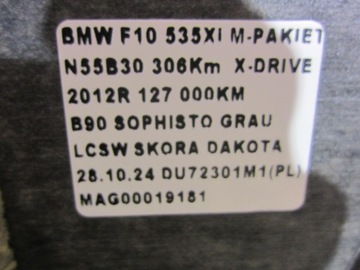 BMW F10 535XI M-PAKIET
N55B30 306Km X-DRIVE
2012R 127 000KM
B90 SOPHISTO GRAU
LCSW SKORA DAKOTA
28.10.24 DU72301M1(PL)
MAG00019181